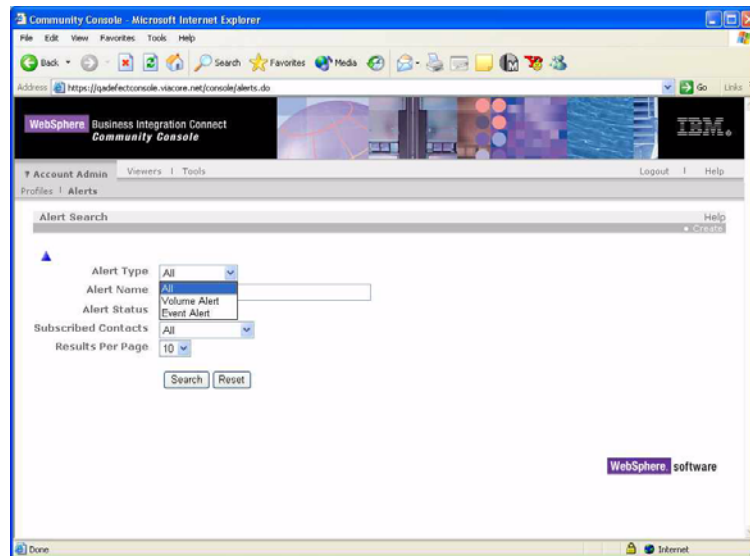 Community Console - Microsoft Internet Explorer
File Edit View Favorites Tools Help
Back Search Favorites Media
Address https://qadefectconsole.viacore.net/console/alerts.do Go Links
WebSphere. Business Integration Connect
Community Console
IBM.
Account Admin Viewers | Tools Logout | Help
Profiles | Alerts
Alert Search Help
Create
Alert Type All
Alert Name All
Volume Alert
Alert Status Event Alert
Subscribed Contacts All
Results Per Page 10
Search Reset
WebSphere. software
Done Internet